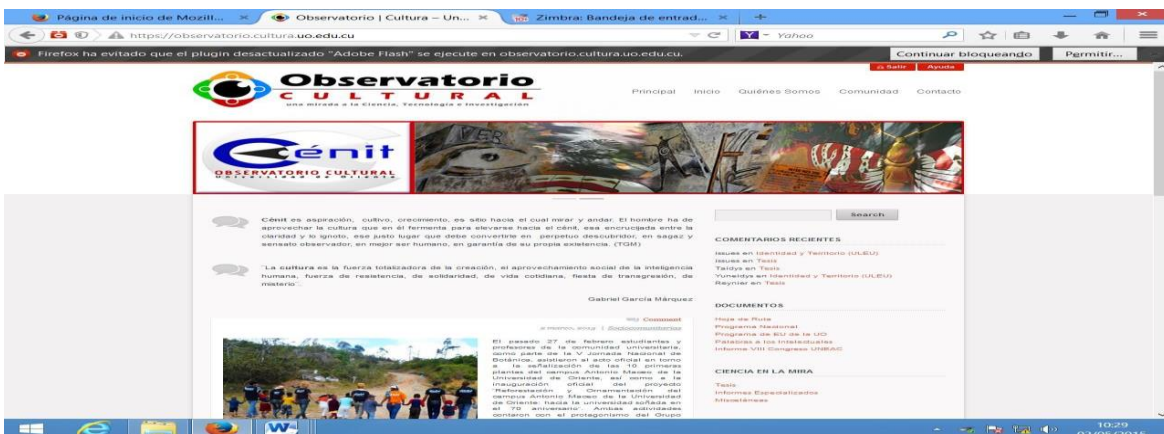 Página de inicio de Mozill...
Observatorio | Cultura – Un...
Zimbra: Bandeja de entrad...
https://observatorio.cultura.uo.edu.cu
Yahoo
Firefox ha evitado que el plugin desactualizado "Adobe Flash" se ejecute en observatorio.cultura.uo.edu.cu.
Continuar bloqueando
Permitir...
Salir
Ayuda
Observatorio
CULTURAL
una mirada a la Ciencia, Tecnología e Investigación
Principal Inicio Quiénes Somos Comunidad Contacto
Cénit
OBSERVATORIO CULTURAL
Universidad de Oriente
VER
Cénit es aspiración, cultivo, crecimiento, es sitio hacia el cual mirar y andar. El hombre ha de
aprovechar la cultura que en él fermenta para elevarse hacia el cénit, esa encrucijada entre la
claridad y lo ignoto, ese justo lugar que debe convertirle en perpetuo descubridor, en sagaz y
sensato observador, en mejor ser humano, en garantía de su propia existencia. (TGM)
"La cultura es la fuerza totalizadora de la creación, el aprovechamiento social de la inteligencia
humana, fuerza de resistencia, de solidaridad, de vida cotidiana, fiesta de transgresión, de
misterio".
Gabriel García Márquez
Comment
Sociocomunitarias
El pasado 27 de febrero estudiantes y
profesores de la comunidad universitaria,
como parte de la V Jornada Nacional de
Botánica, asistieron al acto oficial en torno
a la señalización de las 10 primeras
plantas del campus Antonio Maceo de la
Universidad de Oriente, así como a la
inauguración oficial del proyecto
"Reforestación y Ornamentación del
campus Antonio Maceo de la Universidad
de Oriente: hacia la universidad soñada en
el 70 aniversario". Ambas actividades
contaron con el protagonismo del Grupo
Search
COMENTARIOS RECIENTES
Issues en Identidad y Territorio (ULEU)
Issues en Tesis
Taidys en Tesis
Yuneidys en Identidad y Territorio (ULEU)
Reynier en Tesis
DOCUMENTOS
Hoja de Ruta
Programa Nacional
Programa de EU de la UO
Palabras a los Intelectuales
Informe VIII Congreso UNEAC
CIENCIA EN LA MIRA
Tesis
Informes Especializados
Misceláneas
10:29